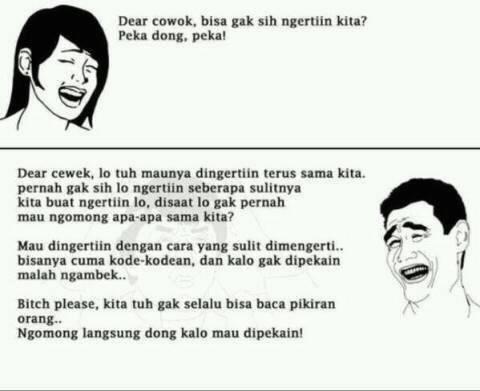 Dear cowok, bisa gak sih ngertiin kita?
Peka dong, peka!
Dear cewek, lo tuh maunya dingertiin terus sama kita.
pernah gak sih lo ngertiin seberapa sulitnya
kita buat ngertiin lo, disaat lo gak pernah
mau ngomong apa-apa sama kita?
Mau dingertiin dengan cara yang sulit dimengerti..
bisanya cuma kode-kodean, dan kalo gak dipekain
malah ngambek..
Bitch please, kita tuh gak selalu bisa baca pikiran
orang..
Ngomong langsung dong kalo mau dipekain!